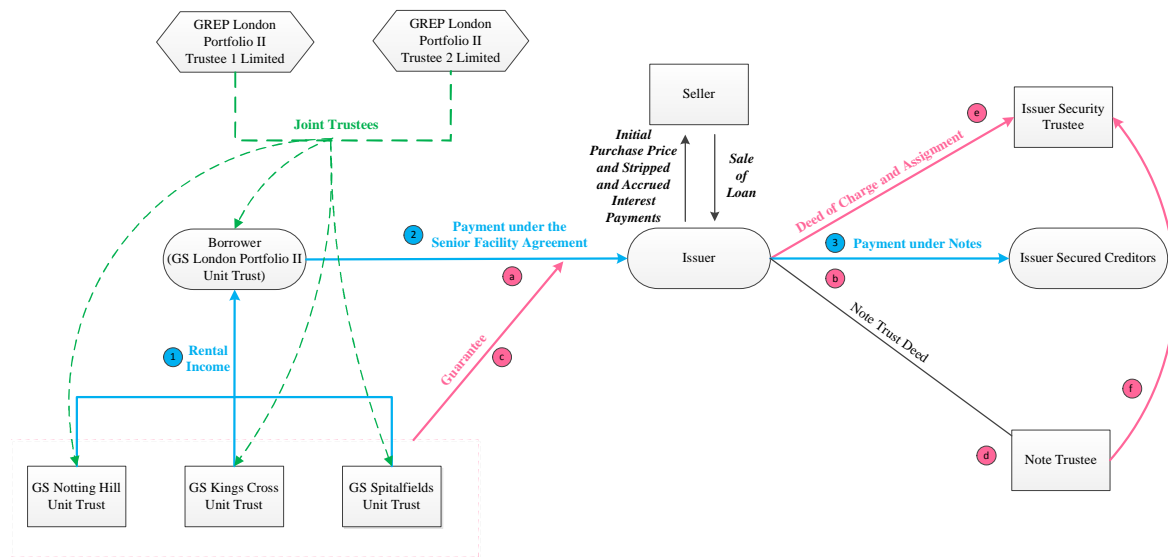 GREP London
Portfolio II
Trustee 1 Limited
GREP London
Portfolio II
Trustee 2 Limited
Joint Trustees
Seller
Initial
Purchase Price
and Stripped
and Accrued
Interest
Payments
Sale
of
Loan
Issuer Security
Trustee
e
Deed of Charge and Assignment
Borrower
(GS London Portfolio II
Unit Trust)
2
Payment under the
Senior Facility Agreement
a
Issuer
3
Payment under Notes
b
Issuer Secured Creditors
Note Trust Deed
1
Rental
Income
Guarantee
c
f
d
Note Trustee
GS Notting Hill
Unit Trust
GS Kings Cross
Unit Trust
GS Spitalfields
Unit Trust